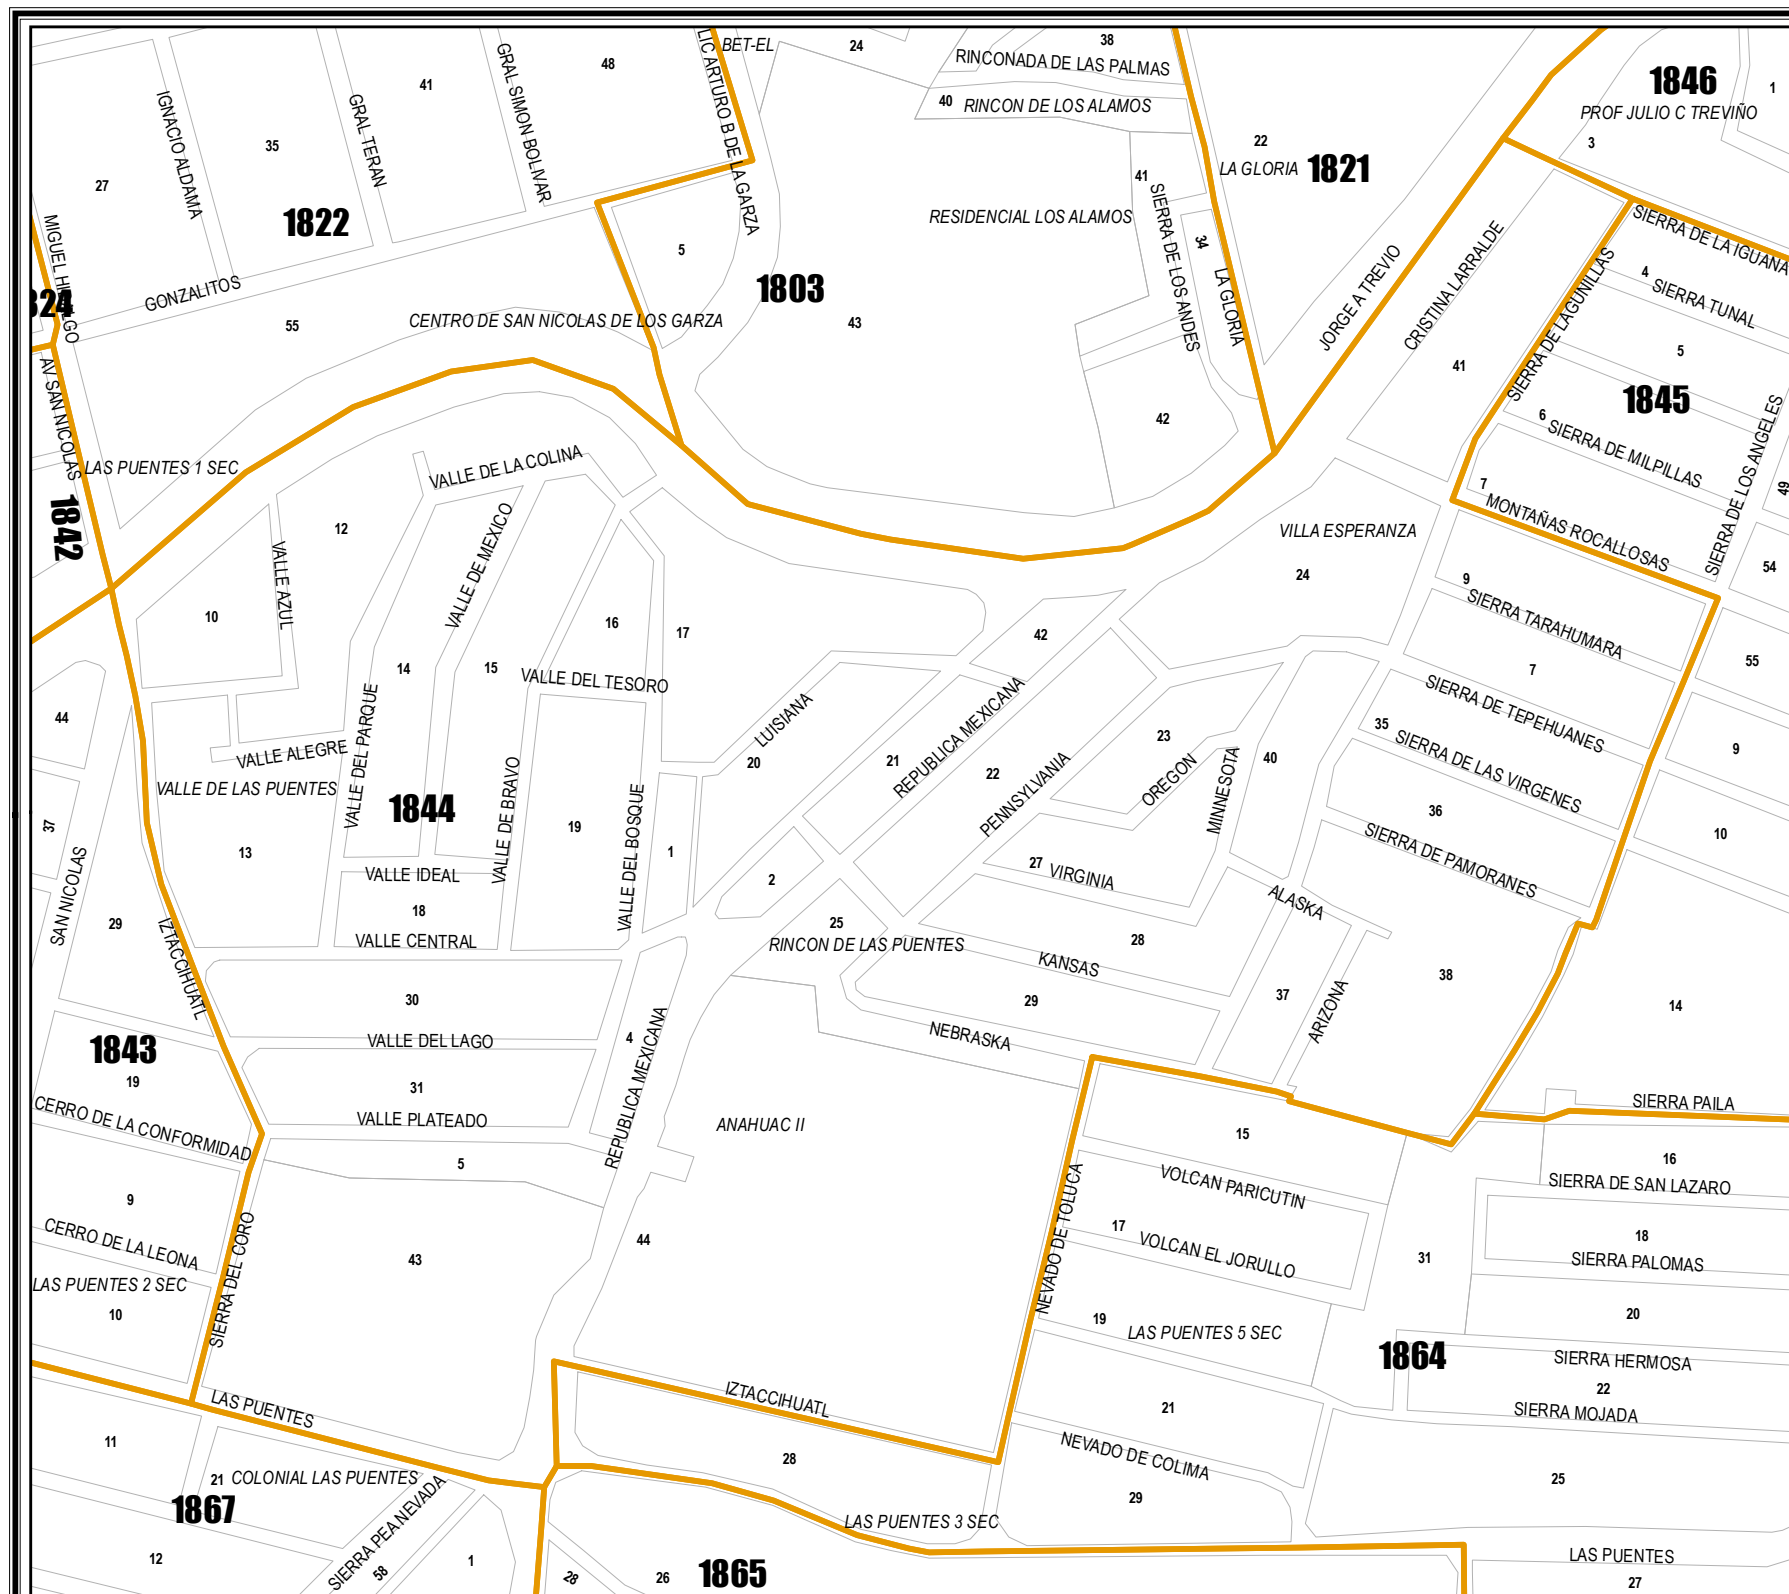 BET-EL
24
38
RINCONADA DE LAS PALMAS
1846
1
PROF JULIO C TREVIÑO
48
41
GRAL SIMON BOLIVAR
LIC ARTURO B DE LA GARZA
40
RINCON DE LOS ALAMOS
IGNACIO ALDAMA
GRAL TERAN
35
27
22
LA GLORIA
1821
3
41
SIERRA DE LOS ANDES
RESIDENCIAL LOS ALAMOS
34
LA GLORIA
1822
MIGUEL HIDALGO
5
SIERRA DE LA IGUANA
4
SIERRA TUNAL
GONZALITOS
1803
43
JORGE A TREVIO
CRISTINA LARRALDE
SIERRA DE LAGUNILLAS
55
CENTRO DE SAN NICOLAS DE LOS GARZA
5
41
1845
AV SAN NICOLAS
42
6
SIERRA DE MILPILLAS
SIERRA DE LOS ANGELES
49
LAS PUENTES 1 SEC
VALLE DE LA COLINA
7
MONTAÑAS ROCALLOSAS
1842
12
VALLE AZUL
VALLE DE MEXICO
VILLA ESPERANZA
24
54
9
SIERRA TARAHUMARA
10
16
17
42
7
55
14
15
VALLE DEL TESORO
SIERRA DE TEPEHUANES
44
VALLE ALEGRE
VALLE DEL PARQUE
LUISIANA
REPUBLICA MEXICANA
23
35
SIERRA DE LAS VIRGENES
9
VALLE DE LAS PUENTES
1844
20
21
22
PENNSYLVANIA
OREGON
MINNESOTA
40
37
13
VALLE DE BRAVO
19
VALLE DEL BOSQUE
1
36
10
SIERRA DE PAMORANES
VALLE IDEAL
2
27
VIRGINIA
ALASKA
SAN NICOLAS
29
18
VALLE CENTRAL
25
RINCON DE LAS PUENTES
28
KANSAS
38
IZTACCIHUATL
30
29
37
ARIZONA
14
1843
VALLE DEL LAGO
4
REPUBLICA MEXICANA
NEBRASKA
19
31
SIERRA PAILA
CERRO DE LA CONFORMIDAD
VALLE PLATEADO
ANAHUAC II
15
5
VOLCAN PARICUTIN
16
SIERRA DE SAN LAZARO
9
CERRO DE LA LEONA
SIERRA DEL CORO
43
44
NEVADO DE TOLUCA
17
VOLCAN EL JORULLO
31
18
SIERRA PALOMAS
LAS PUENTES 2 SEC
10
19
LAS PUENTES 5 SEC
20
1864
SIERRA HERMOSA
22
LAS PUENTES
IZTACCIHUATL
21
SIERRA MOJADA
11
21
COLONIAL LAS PUENTES
28
NEVADO DE COLIMA
25
1867
29
SIERRA PEA NEVADA
LAS PUENTES 3 SEC
12
58
1
28
26
1865
LAS PUENTES
27